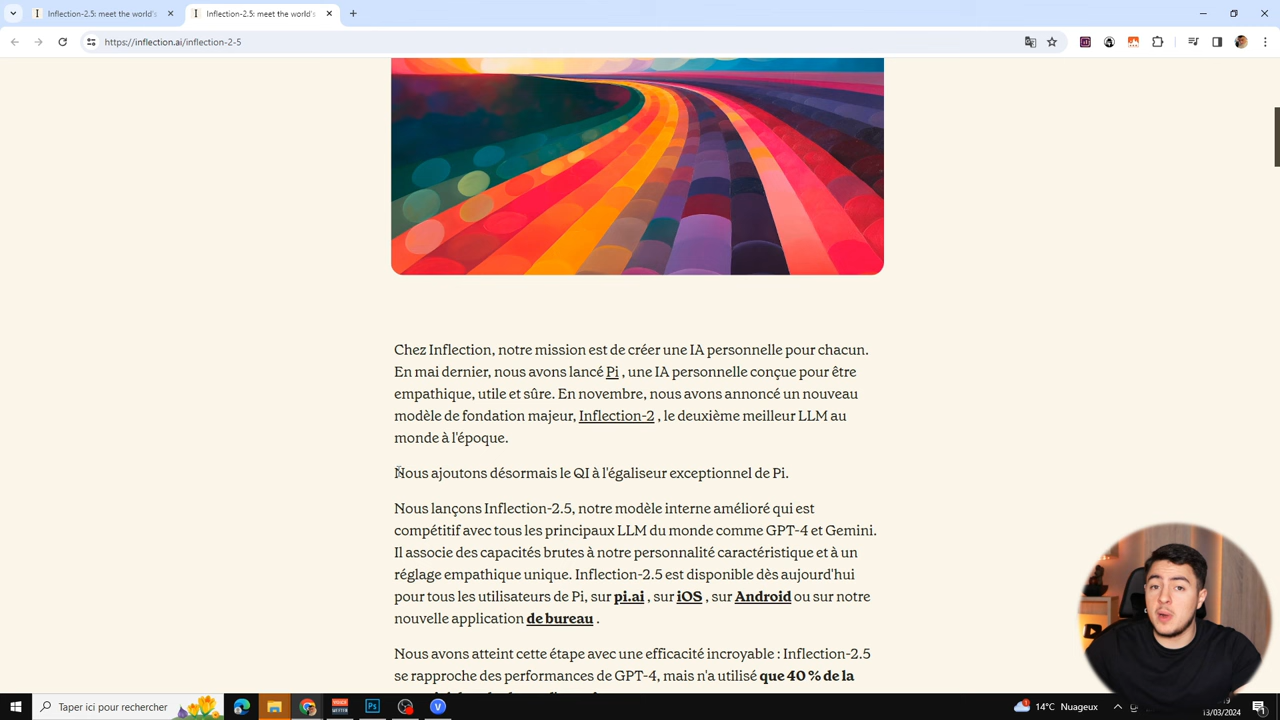 Inflection-2.5: meet the world's
Inflection-2.5: meet the world's
https://inflection.ai/inflection-2-5
Chez Inflection, notre mission est de créer une IA personnelle pour chacun.
En mai dernier, nous avons lancé Pi , une IA personnelle conçue pour être
empathique, utile et sûre. En novembre, nous avons annoncé un nouveau
modèle de fondation majeur, Inflection-2 , le deuxième meilleur LLM au
monde à l'époque.
Nous ajoutons désormais le QI à l'égaliseur exceptionnel de Pi.
Nous lançons Inflection-2.5, notre modèle interne amélioré qui est
compétitif avec tous les principaux LLM du monde comme GPT-4 et Gemini.
Il associe des capacités brutes à notre personnalité caractéristique et à un
réglage empathique unique. Inflection-2.5 est disponible dès aujourd'hui
pour tous les utilisateurs de Pi, sur pi.ai , sur iOS , sur Android ou sur notre
nouvelle application de bureau .
Nous avons atteint cette étape avec une efficacité incroyable : Inflection-2.5
se rapproche des performances de GPT-4, mais n'a utilisé que 40 % de la
Taper ici pour rechercher
14°C Nuageux
13/03/2024